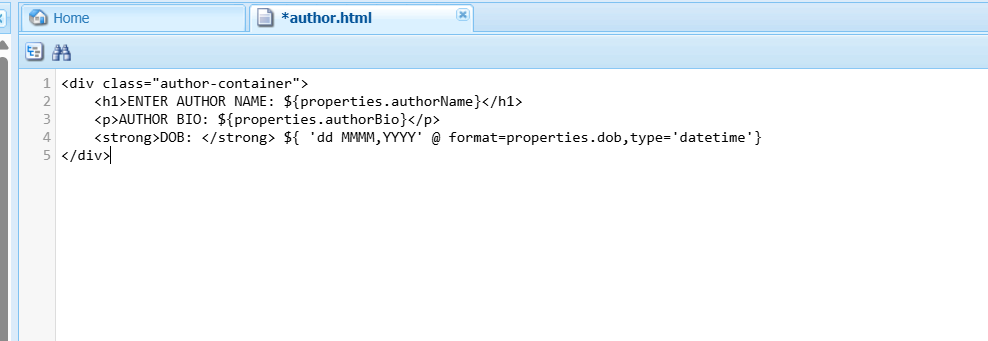 Home
*author.html
1 <div class="author-container">
2 <h1>ENTER AUTHOR NAME: ${properties.authorName}</h1>
3 <p>AUTHOR BIO: ${properties.authorBio}</p>
4 <strong>DOB: </strong> ${ 'dd MMMM,YYYY' @ format=properties.dob,type='datetime'}
5 </div>